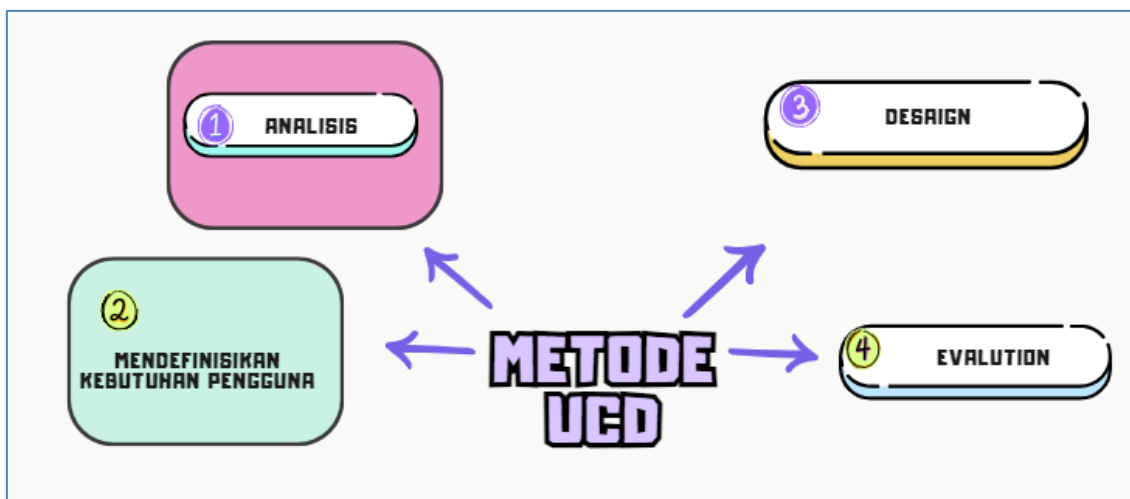 1 ANALISIS
2
MENDEFINISIKAN
KEBUTUHAN PENGGUNA
3 DESAIGN
4 EVALUTION
METODE
UCD